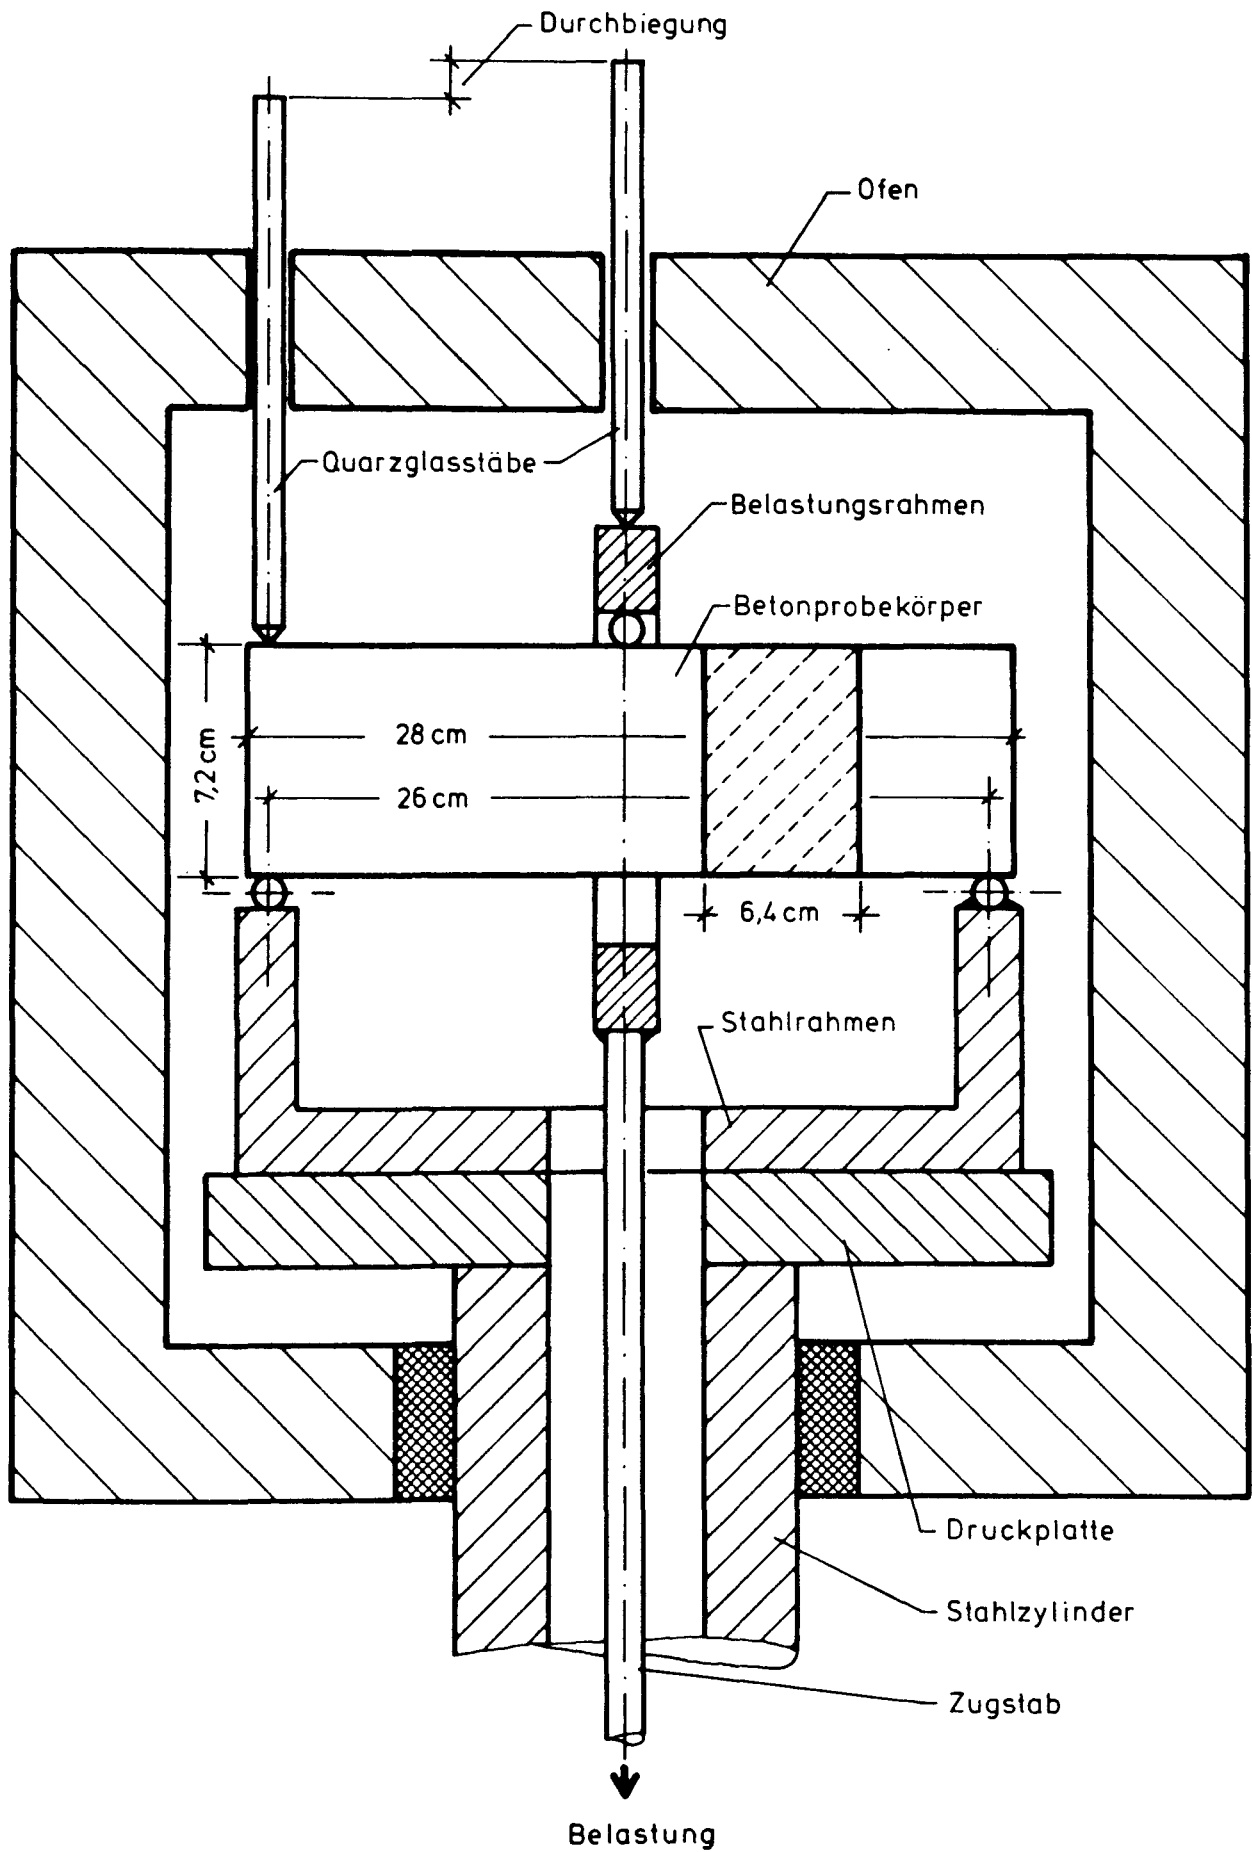 Durchbiegung
Ofen
Quarzglasstäbe
Belastungsrahmen
Betonprobekörper
28 cm
7,2 cm
26 cm
6,4 cm
Stahlrahmen
Druckplatte
Stahlzylinder
Zugstab
Belastung